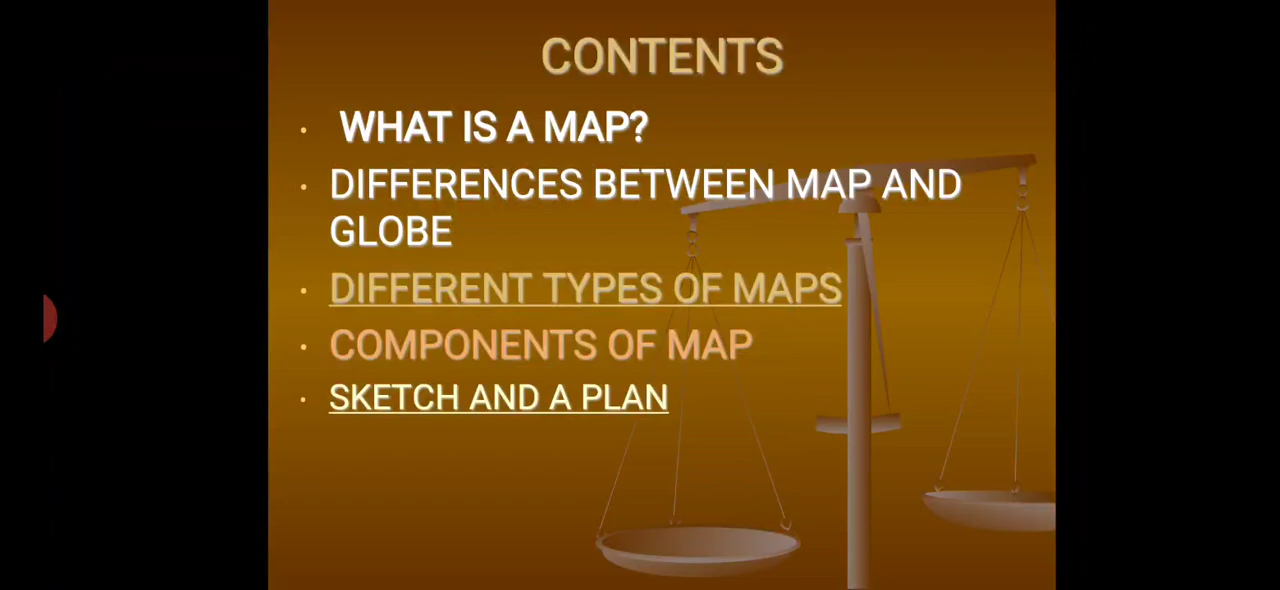 CONTENTS
• WHAT IS A MAP?
• DIFFERENCES BETWEEN MAP AND
GLOBE
• DIFFERENT TYPES OF MAPS
• COMPONENTS OF MAP
• SKETCH AND A PLAN